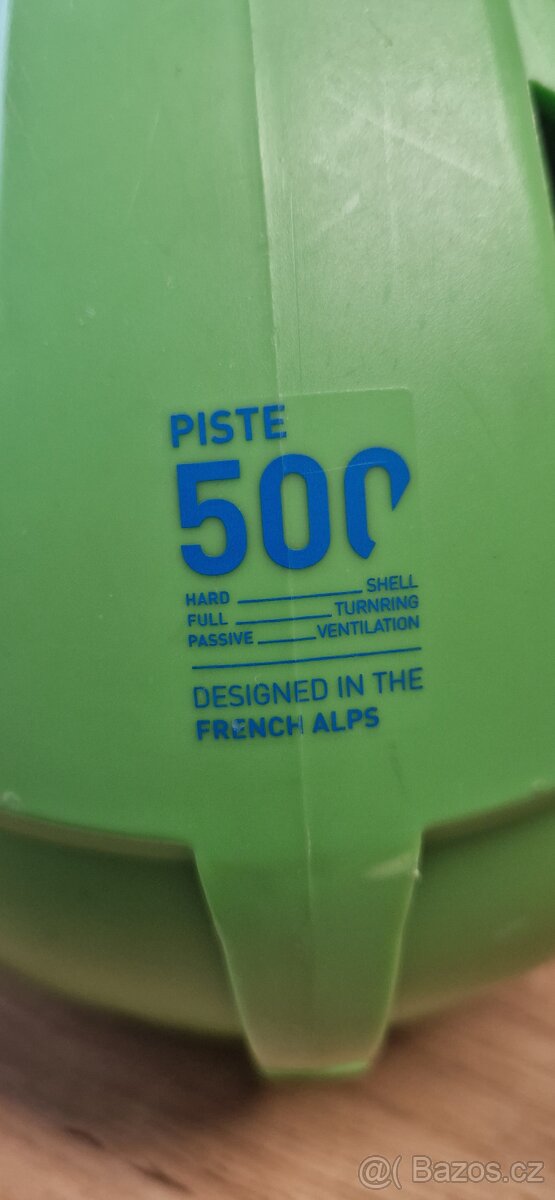 PISTE
500
HARD SHELL
FULL TURNRING
PASSIVE VENTILATION
DESIGNED IN THE
FRENCH ALPS
@( Bazos.cz